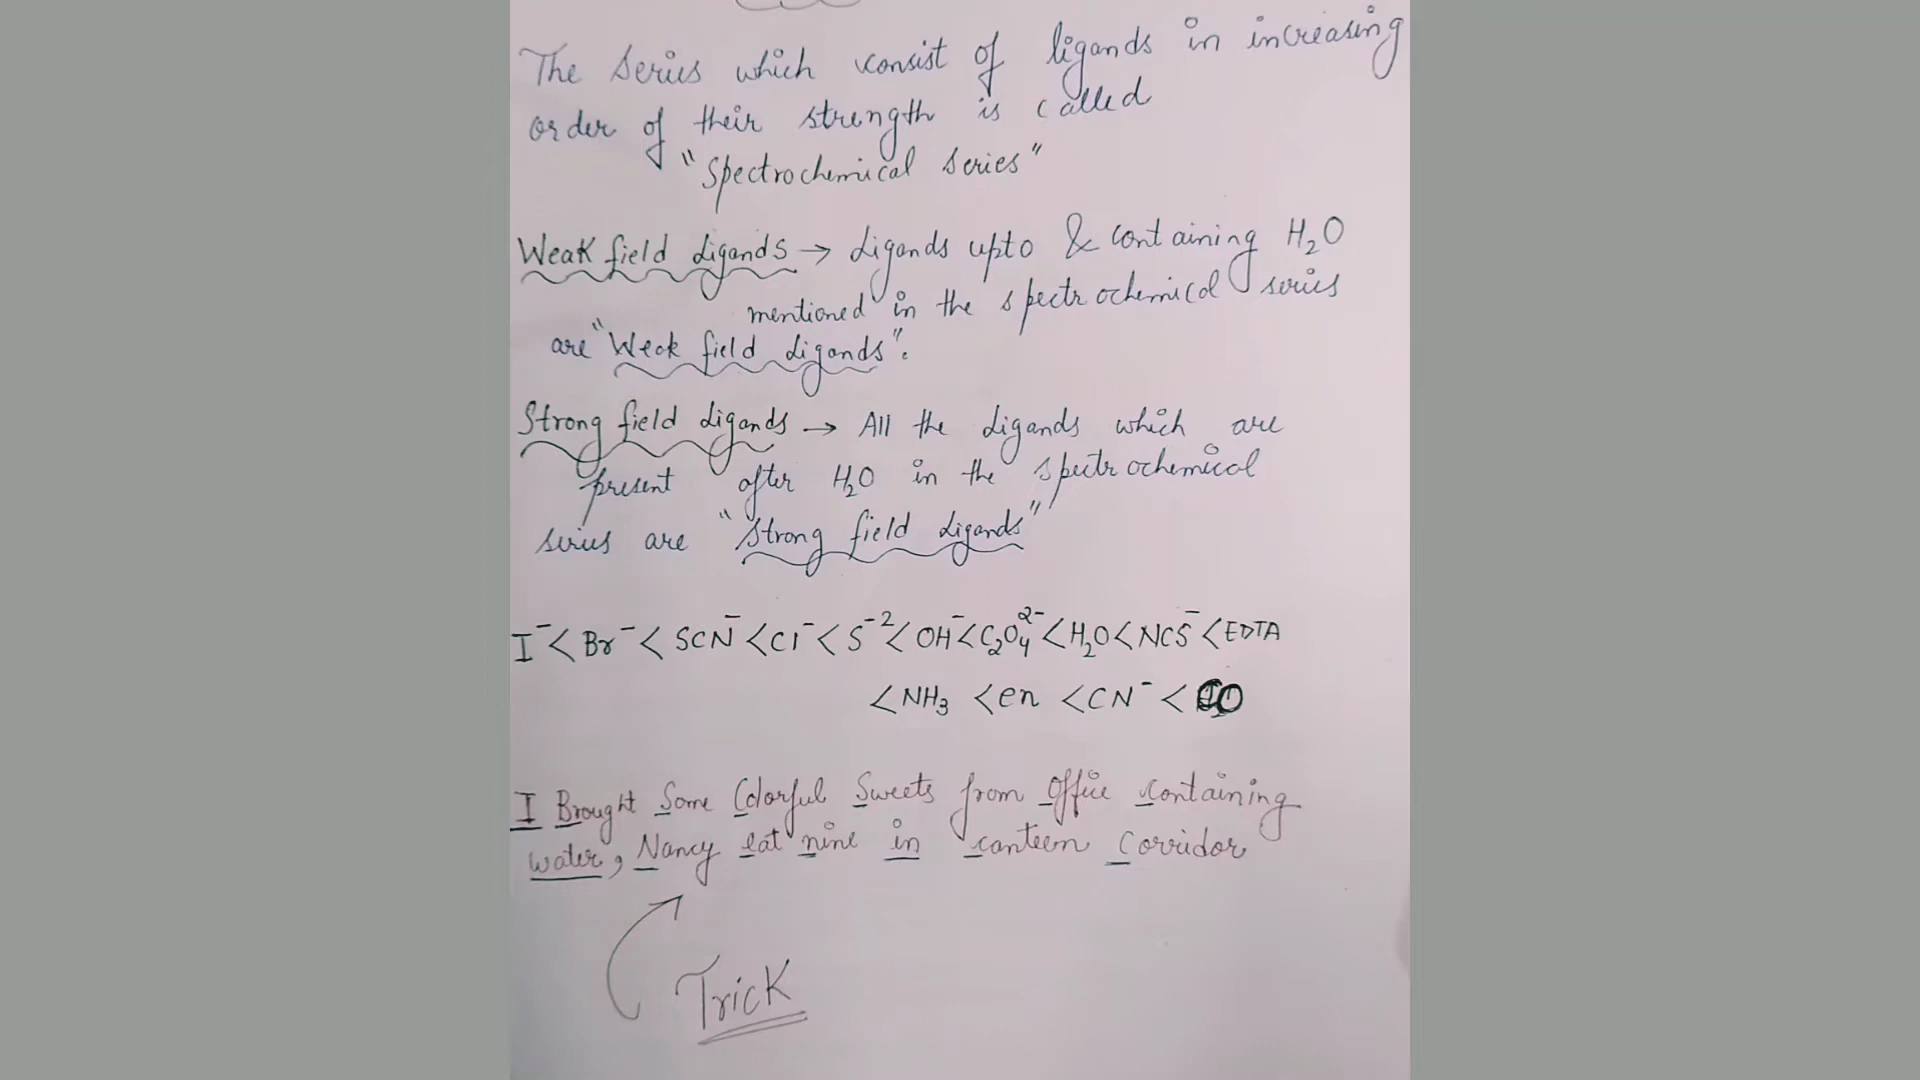 The series which consist of ligands in increasing
order of their strength is called
"Spectrochemical series"
Weak field Ligands → Ligands upto & containing H₂O
mentioned in the spectrochemical series
are "Weak field Ligands".
Strong field Ligands → All the Ligands which are
present after H₂O in the spectrochemical
series are "Strong field Ligands"
I⁻ < Br⁻ < SCN⁻ < Cl⁻ < S⁻² < OH⁻ < C₂O₄²⁻ < H₂O < NCS⁻ < EDTA
< NH₃ < en < CN⁻ < CO
I Brought Some Colorful Sweets from Office containing
water, Nancy eat nine in canteen Corridor
Trick